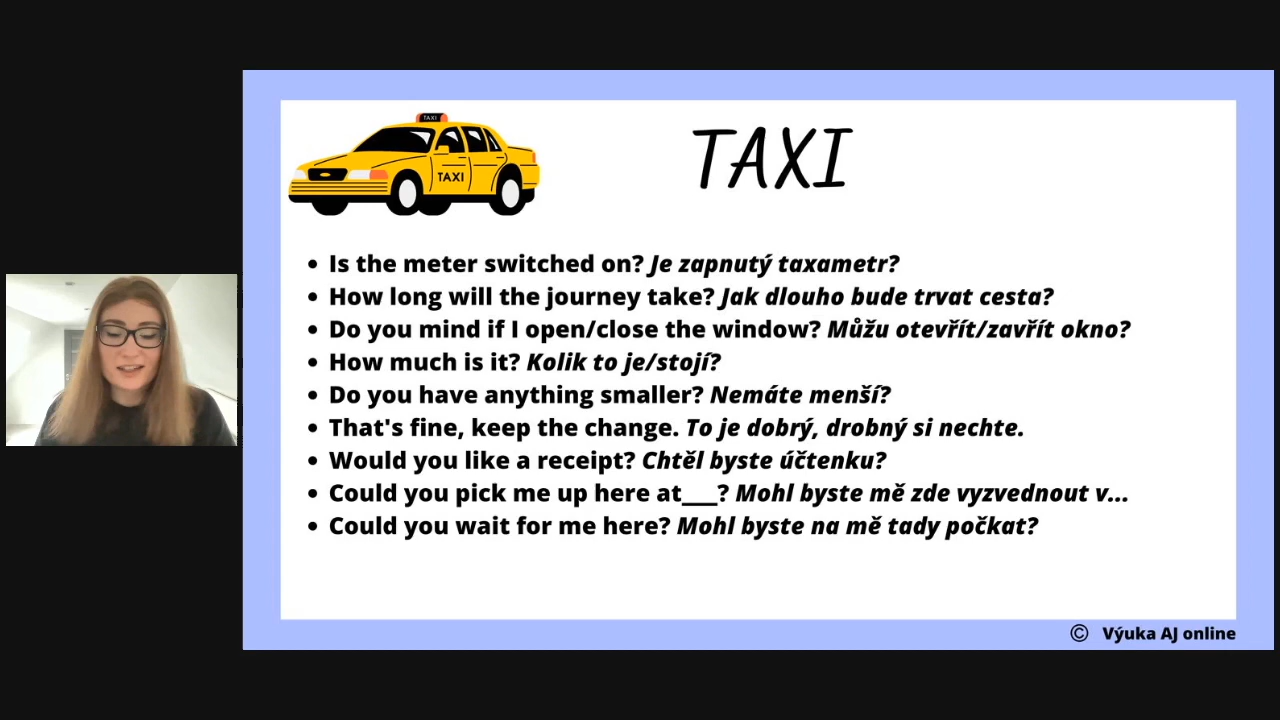 TAXI
TAXI
TAXI
Is the meter switched on? Je zapnutý taxametr?
How long will the journey take? Jak dlouho bude trvat cesta?
Do you mind if I open/close the window? Můžu otevřít/zavřít okno?
How much is it? Kolik to je/stojí?
Do you have anything smaller? Nemáte menší?
That's fine, keep the change. To je dobrý, drobný si nechte.
Would you like a receipt? Chtěl byste účtenku?
Could you pick me up here at___? Mohl byste mě zde vyzvednout v...
Could you wait for me here? Mohl byste na mě tady počkat?
© Výuka AJ online